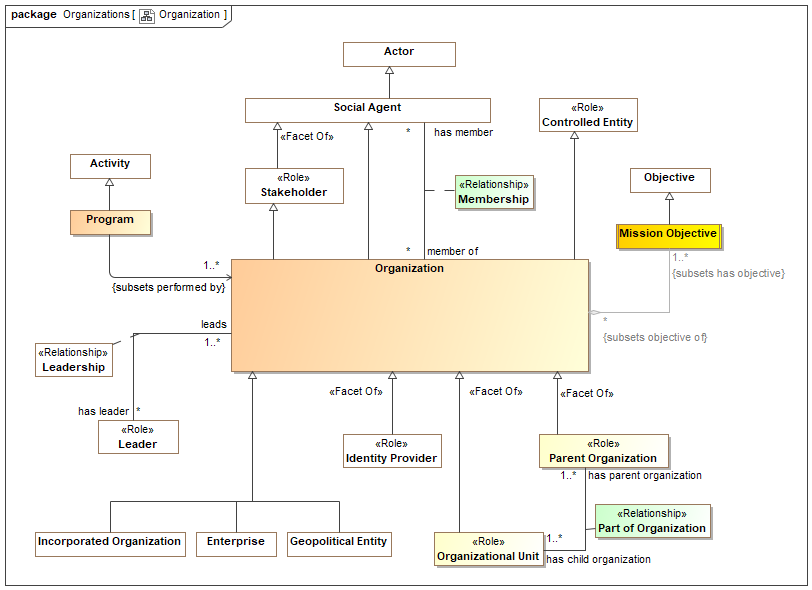 package Organizations [ Organization ]
Actor
Social Agent
«Role»
Controlled Entity
«Facet Of»
*
has member
Activity
«Role»
Stakeholder
«Relationship»
Membership
Objective
Program
Mission Objective
*
member of
1..*
{subsets performed by}
Organization
1..*
{subsets has objective}
*
{subsets objective of}
leads
1..*
«Relationship»
Leadership
has leader *
«Role»
Leader
«Facet Of»
«Facet Of»
«Facet Of»
«Role»
Identity Provider
«Role»
Parent Organization
1..*
has parent organization
«Relationship»
Part of Organization
Incorporated Organization
Enterprise
Geopolitical Entity
«Role»
Organizational Unit
1..*
has child organization